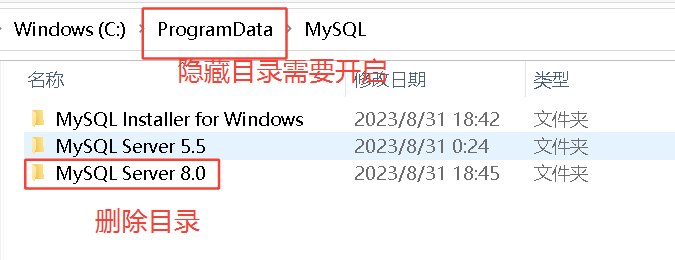 Windows (C:) › ProgramData › MySQL
隐藏目录需要开启
名称 修改日期 类型
MySQL Installer for Windows 2023/8/31 18:42 文件夹
MySQL Server 5.5 2023/8/31 0:24 文件夹
MySQL Server 8.0 2023/8/31 18:45 文件夹
删除目录